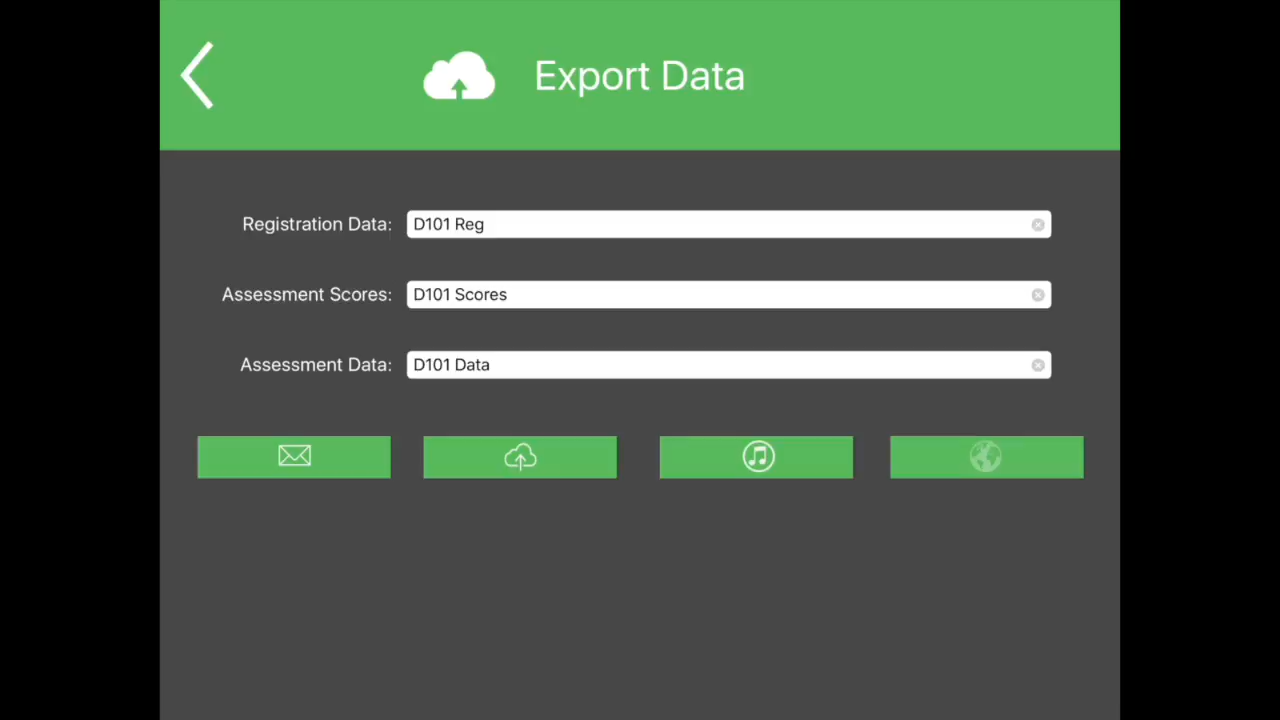 Export Data
Registration Data: D101 Reg
Assessment Scores: D101 Scores
Assessment Data: D101 Data